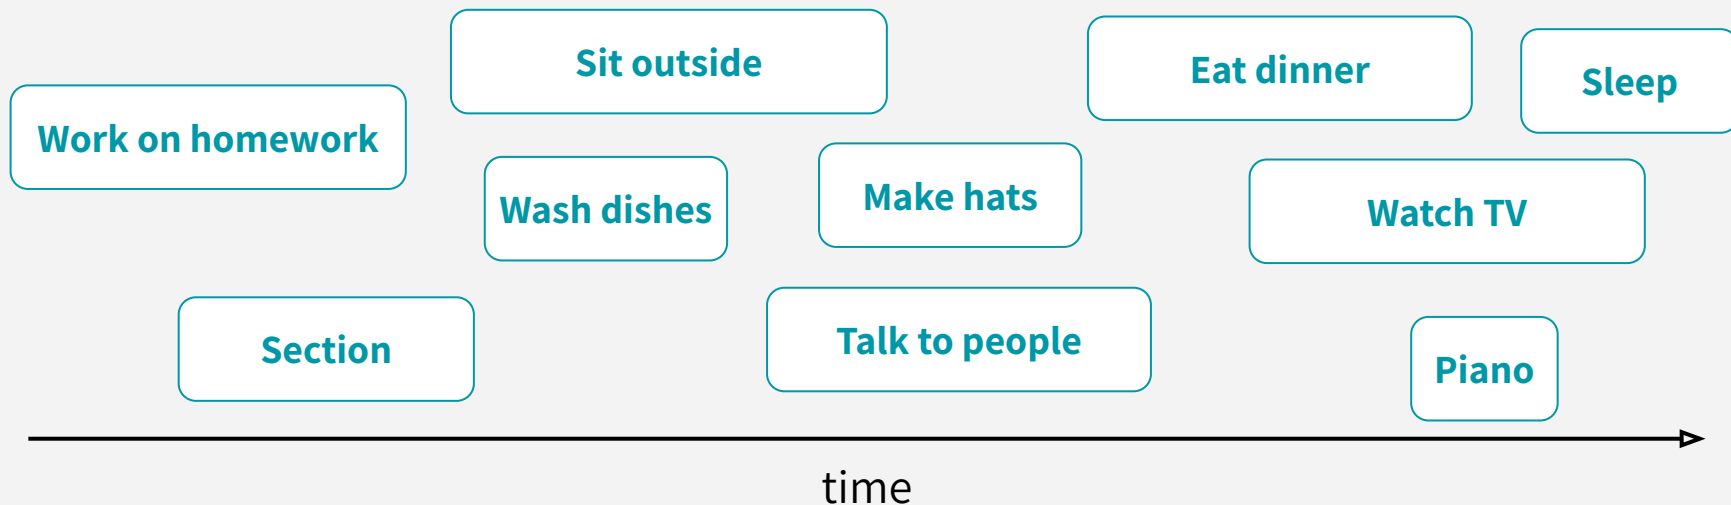 Sit outside
Eat dinner
Sleep
Work on homework
Wash dishes
Make hats
Watch TV
Section
Talk to people
Piano
time